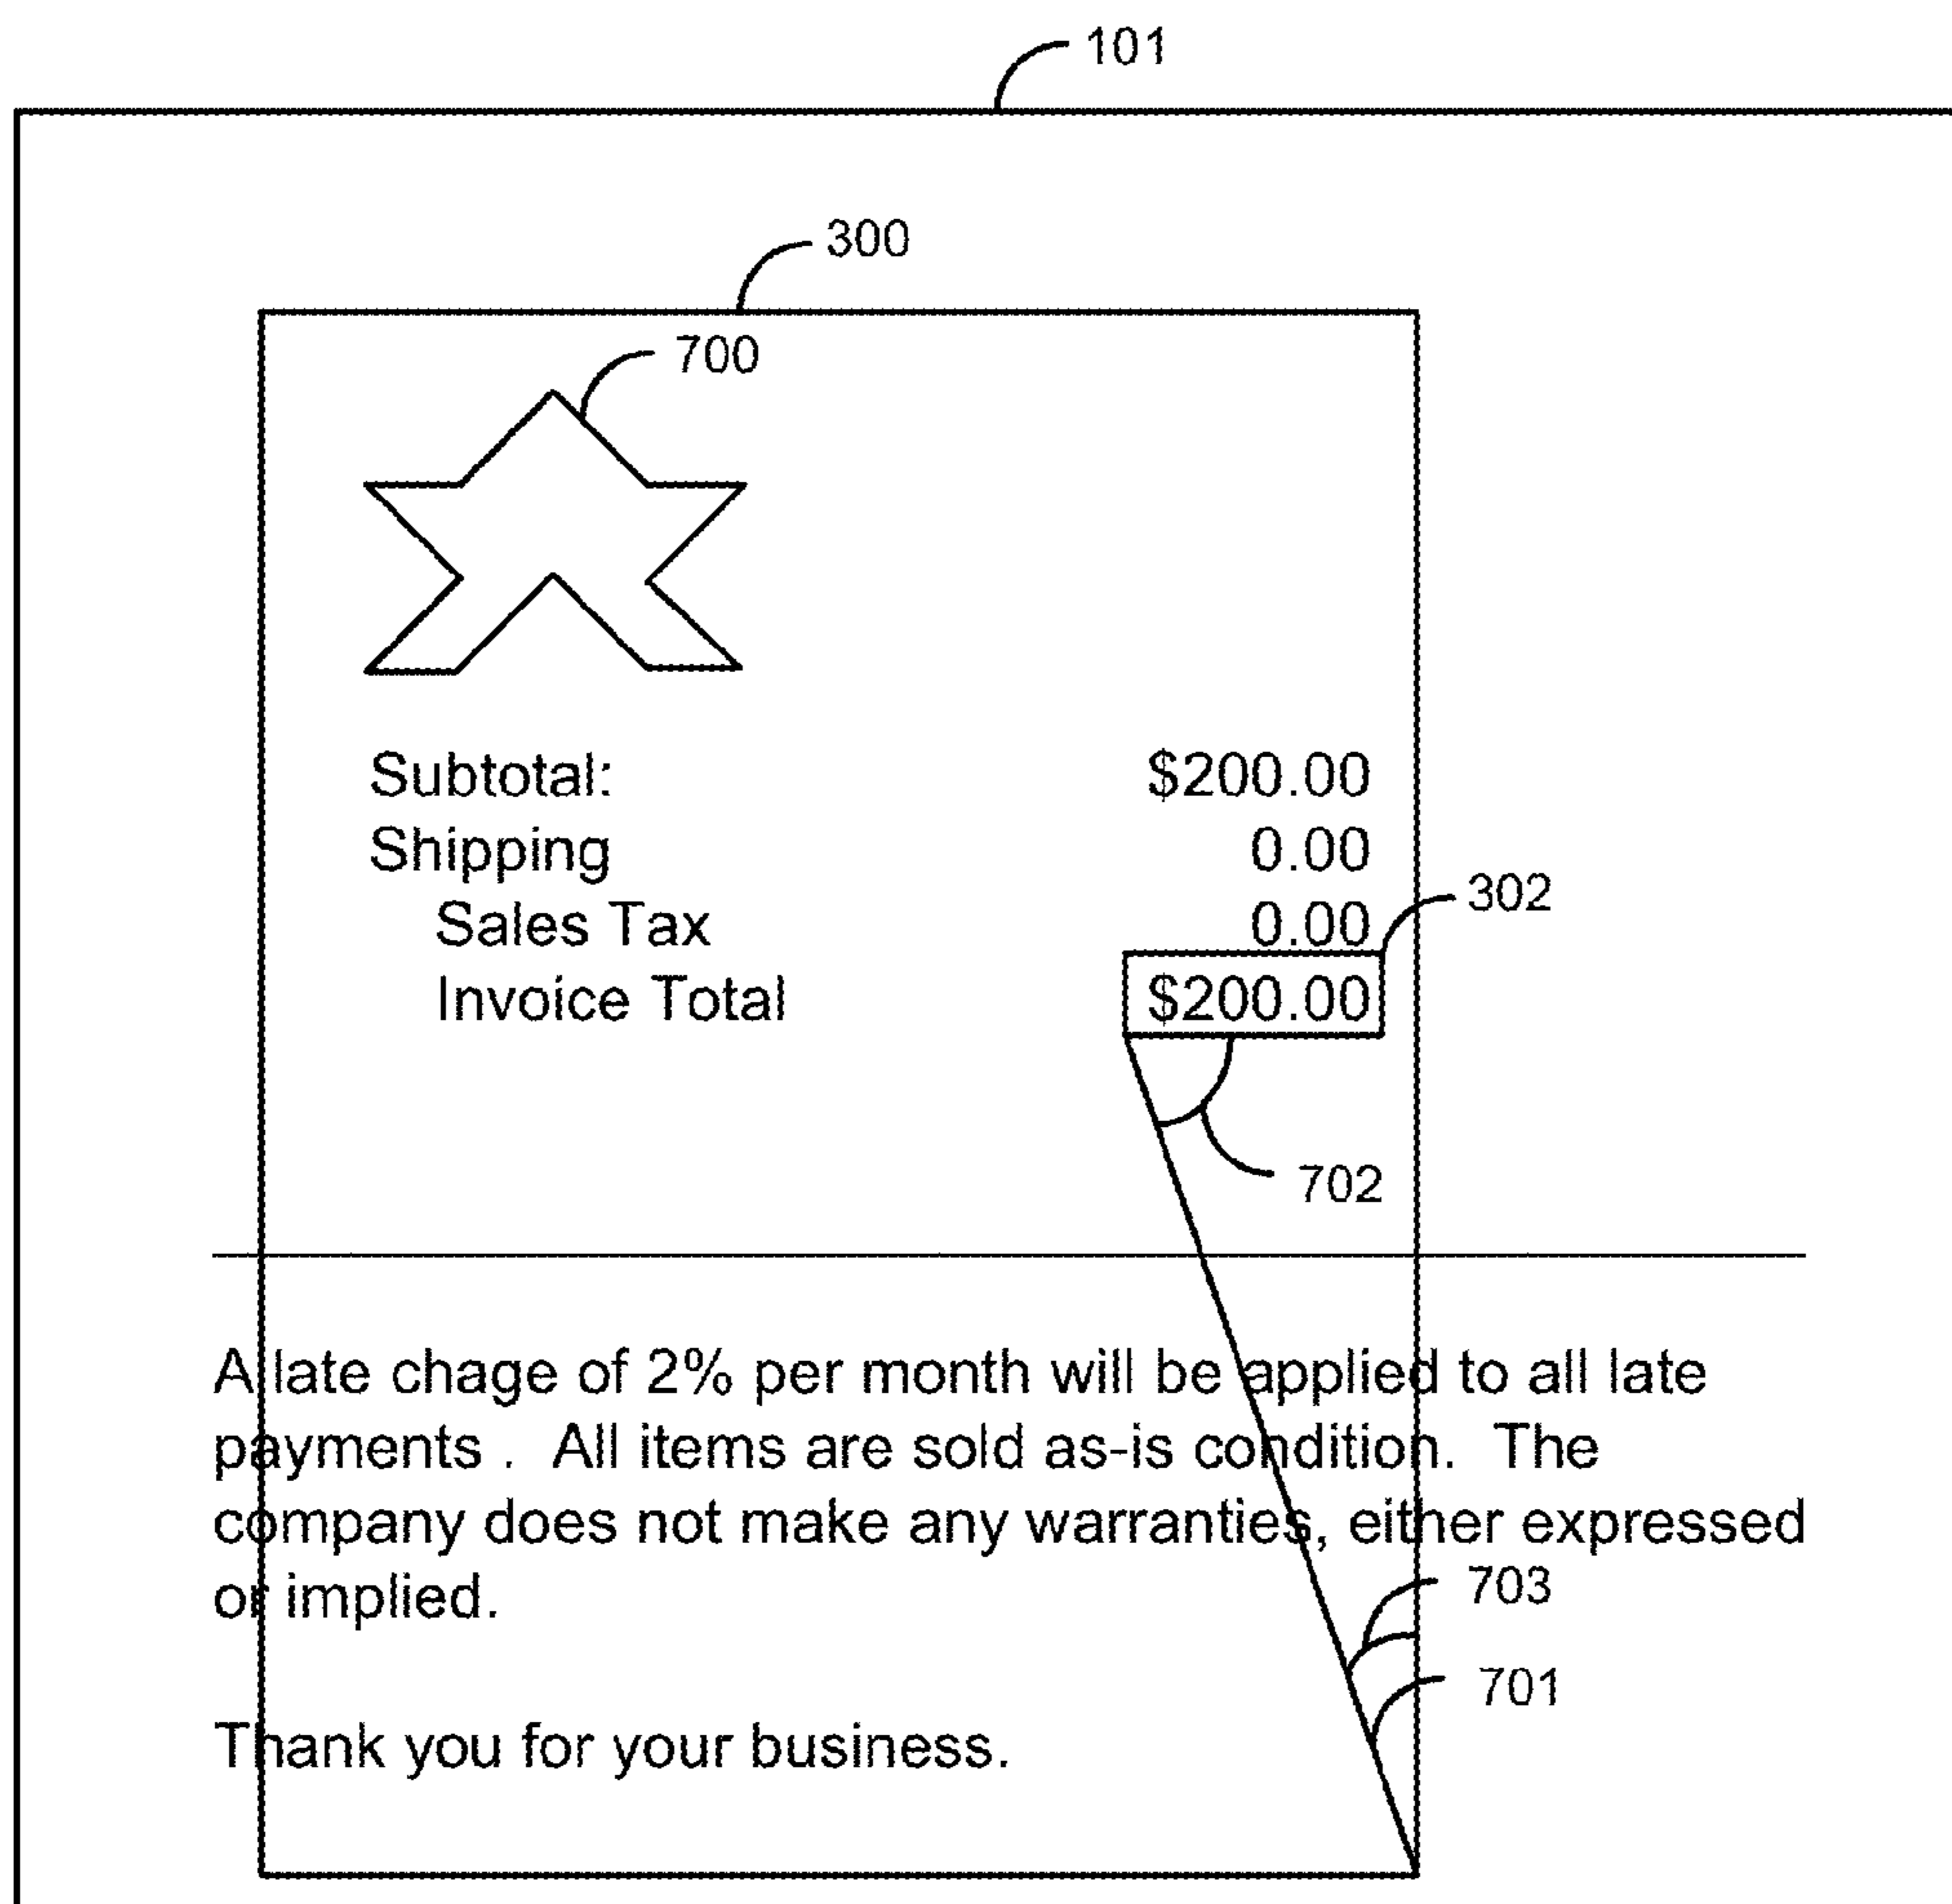 101
300
700
Subtotal: $200.00
Shipping 0.00
302
Sales Tax 0.00
Invoice Total $200.00
702
A late chage of 2% per month will be applied to all late
payments . All items are sold as-is condition. The
company does not make any warranties, either expressed
or implied.
703
701
Thank you for your business.